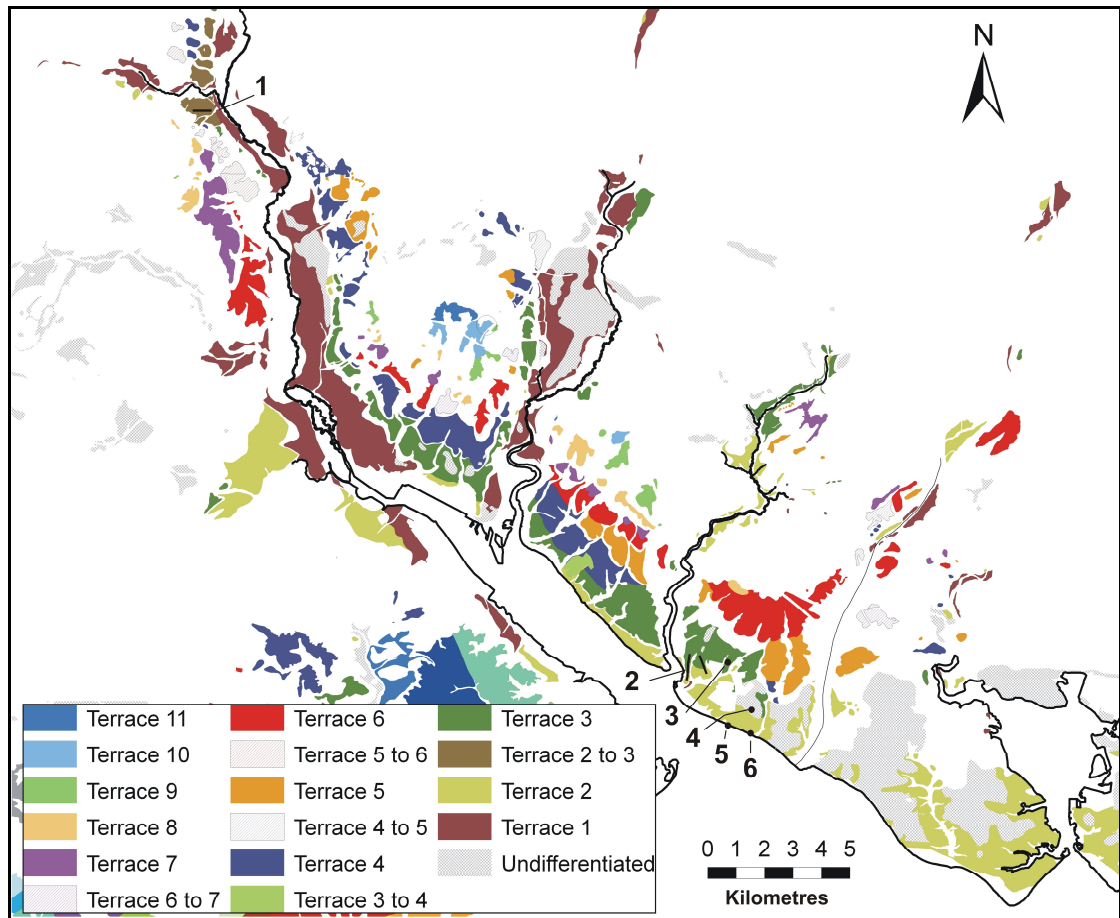 N
1
2
3
4
5
6
Terrace 11
Terrace 10
Terrace 9
Terrace 8
Terrace 7
Terrace 6 to 7
Terrace 6
Terrace 5 to 6
Terrace 5
Terrace 4 to 5
Terrace 4
Terrace 3 to 4
Terrace 3
Terrace 2 to 3
Terrace 2
Terrace 1
Undifferentiated
0 1 2 3 4 5
Kilometres